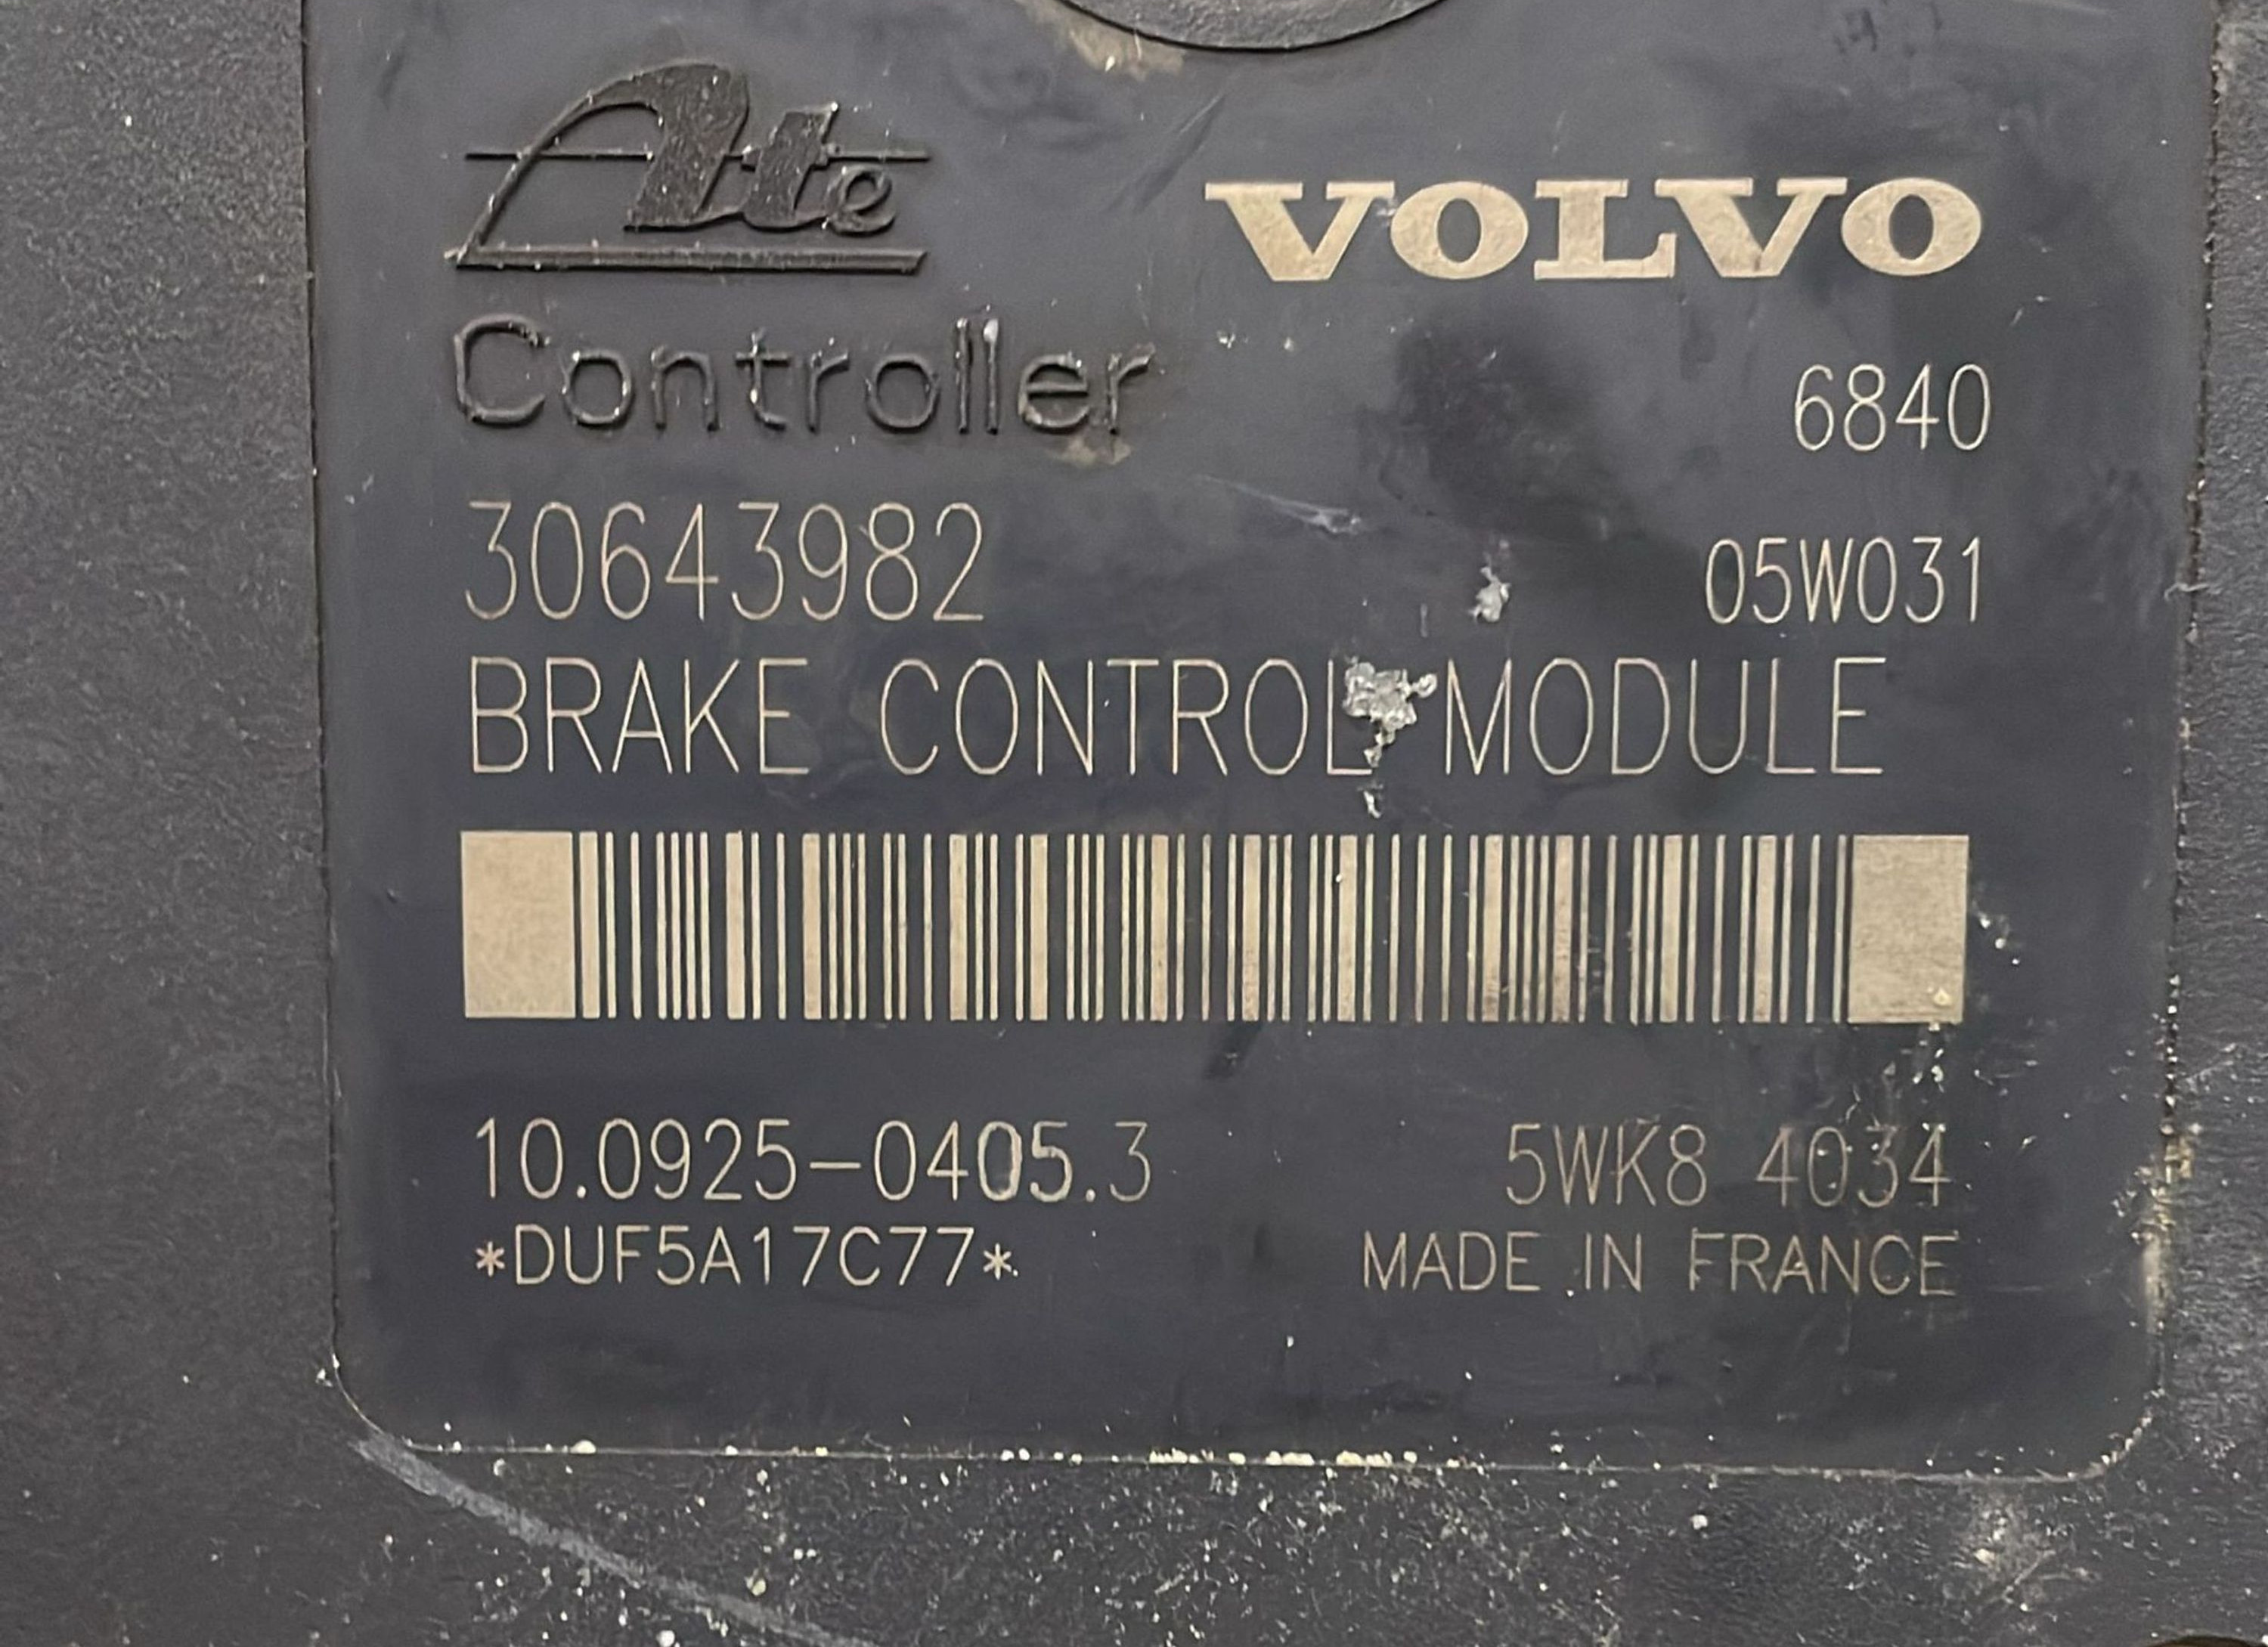 Ate
VOLVO
Controller
6840
30643982
05W031
BRAKE CONTROL MODULE
10.0925-0405.3
5WK8 4034
*DUF5A17C77*
MADE IN FRANCE